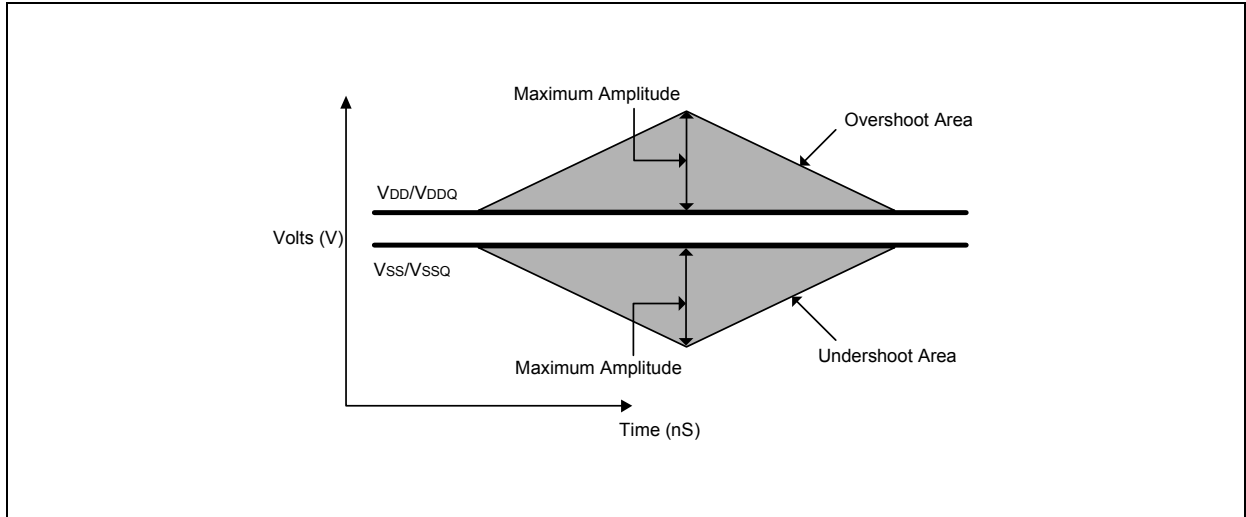 Maximum Amplitude
Overshoot Area
VDD/VDDQ
Volts (V)
VSS/VSSQ
Undershoot Area
Maximum Amplitude
Time (nS)